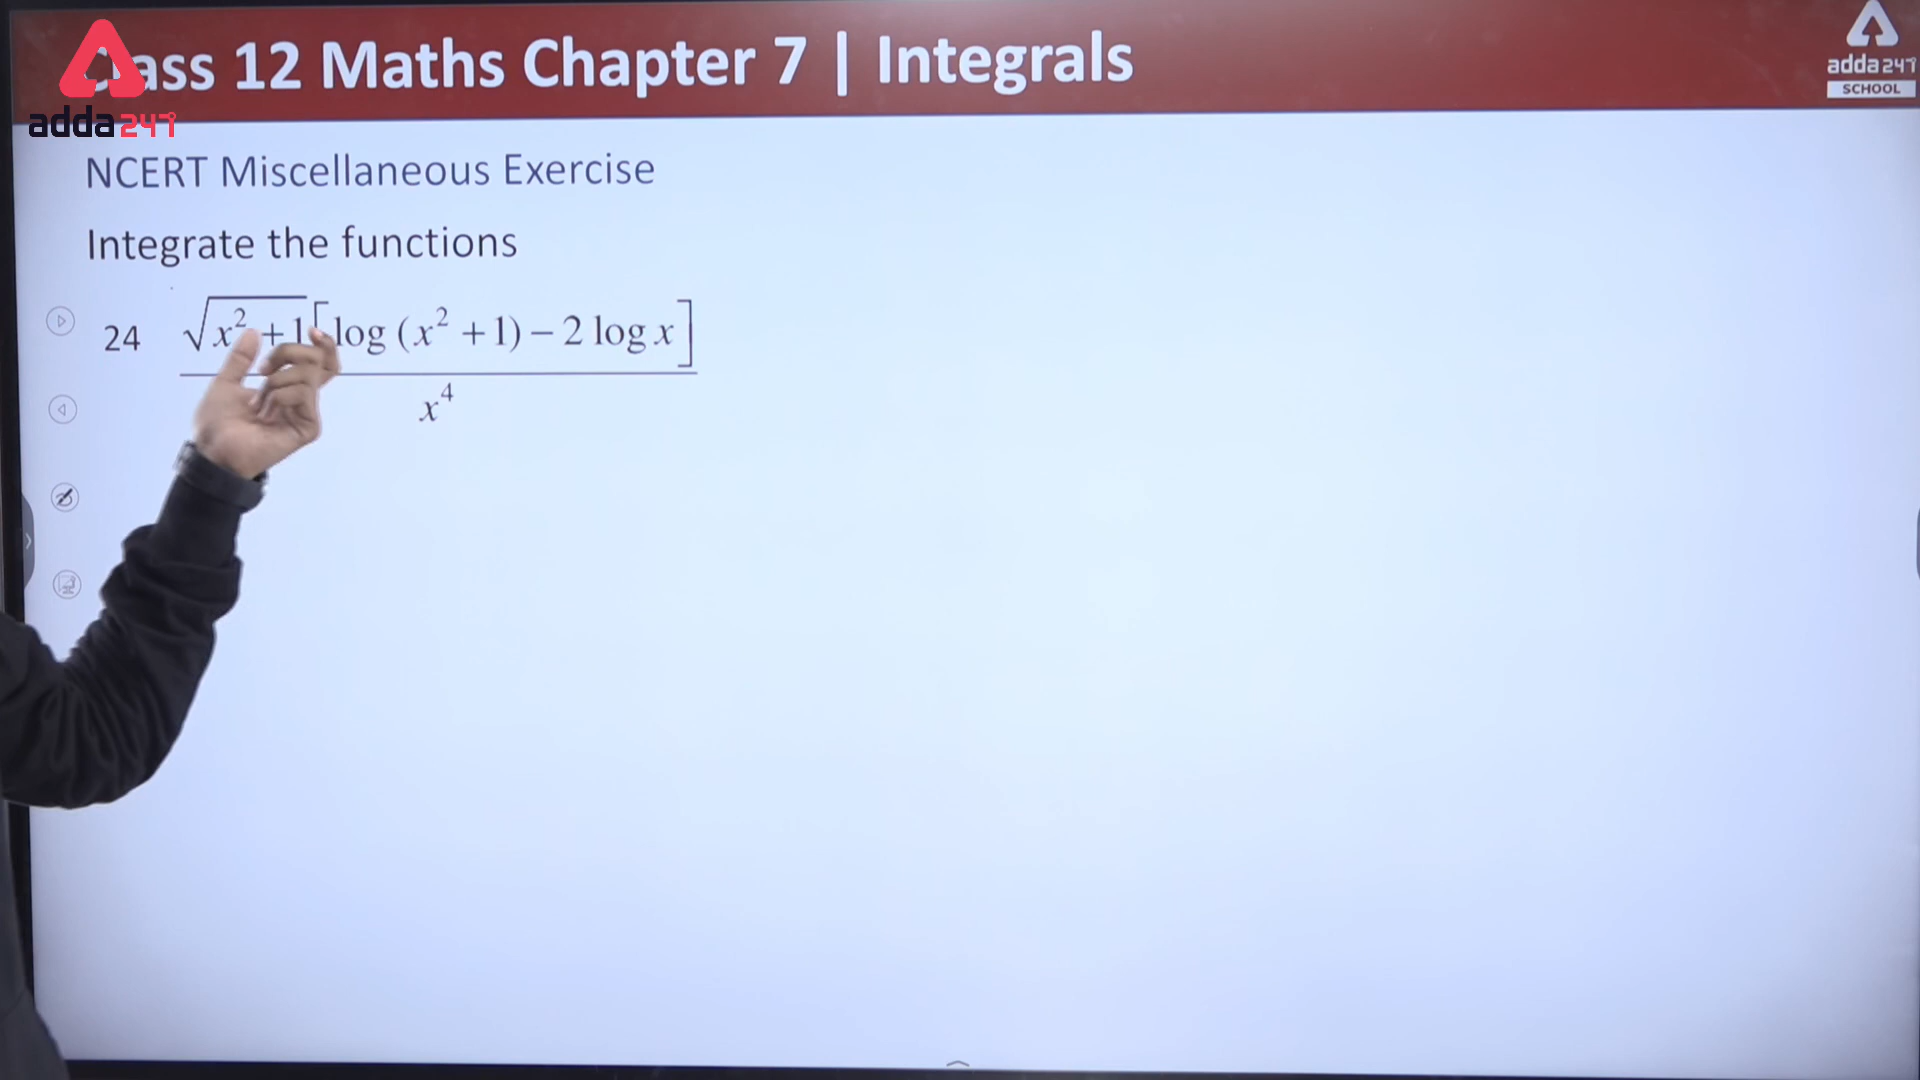 Class 12 Maths Chapter 7 | Integrals
adda247
adda247
SCHOOL
NCERT Miscellaneous Exercise
Integrate the functions
24 √(x² + 1) [log (x² + 1) – 2 log x]
x⁴